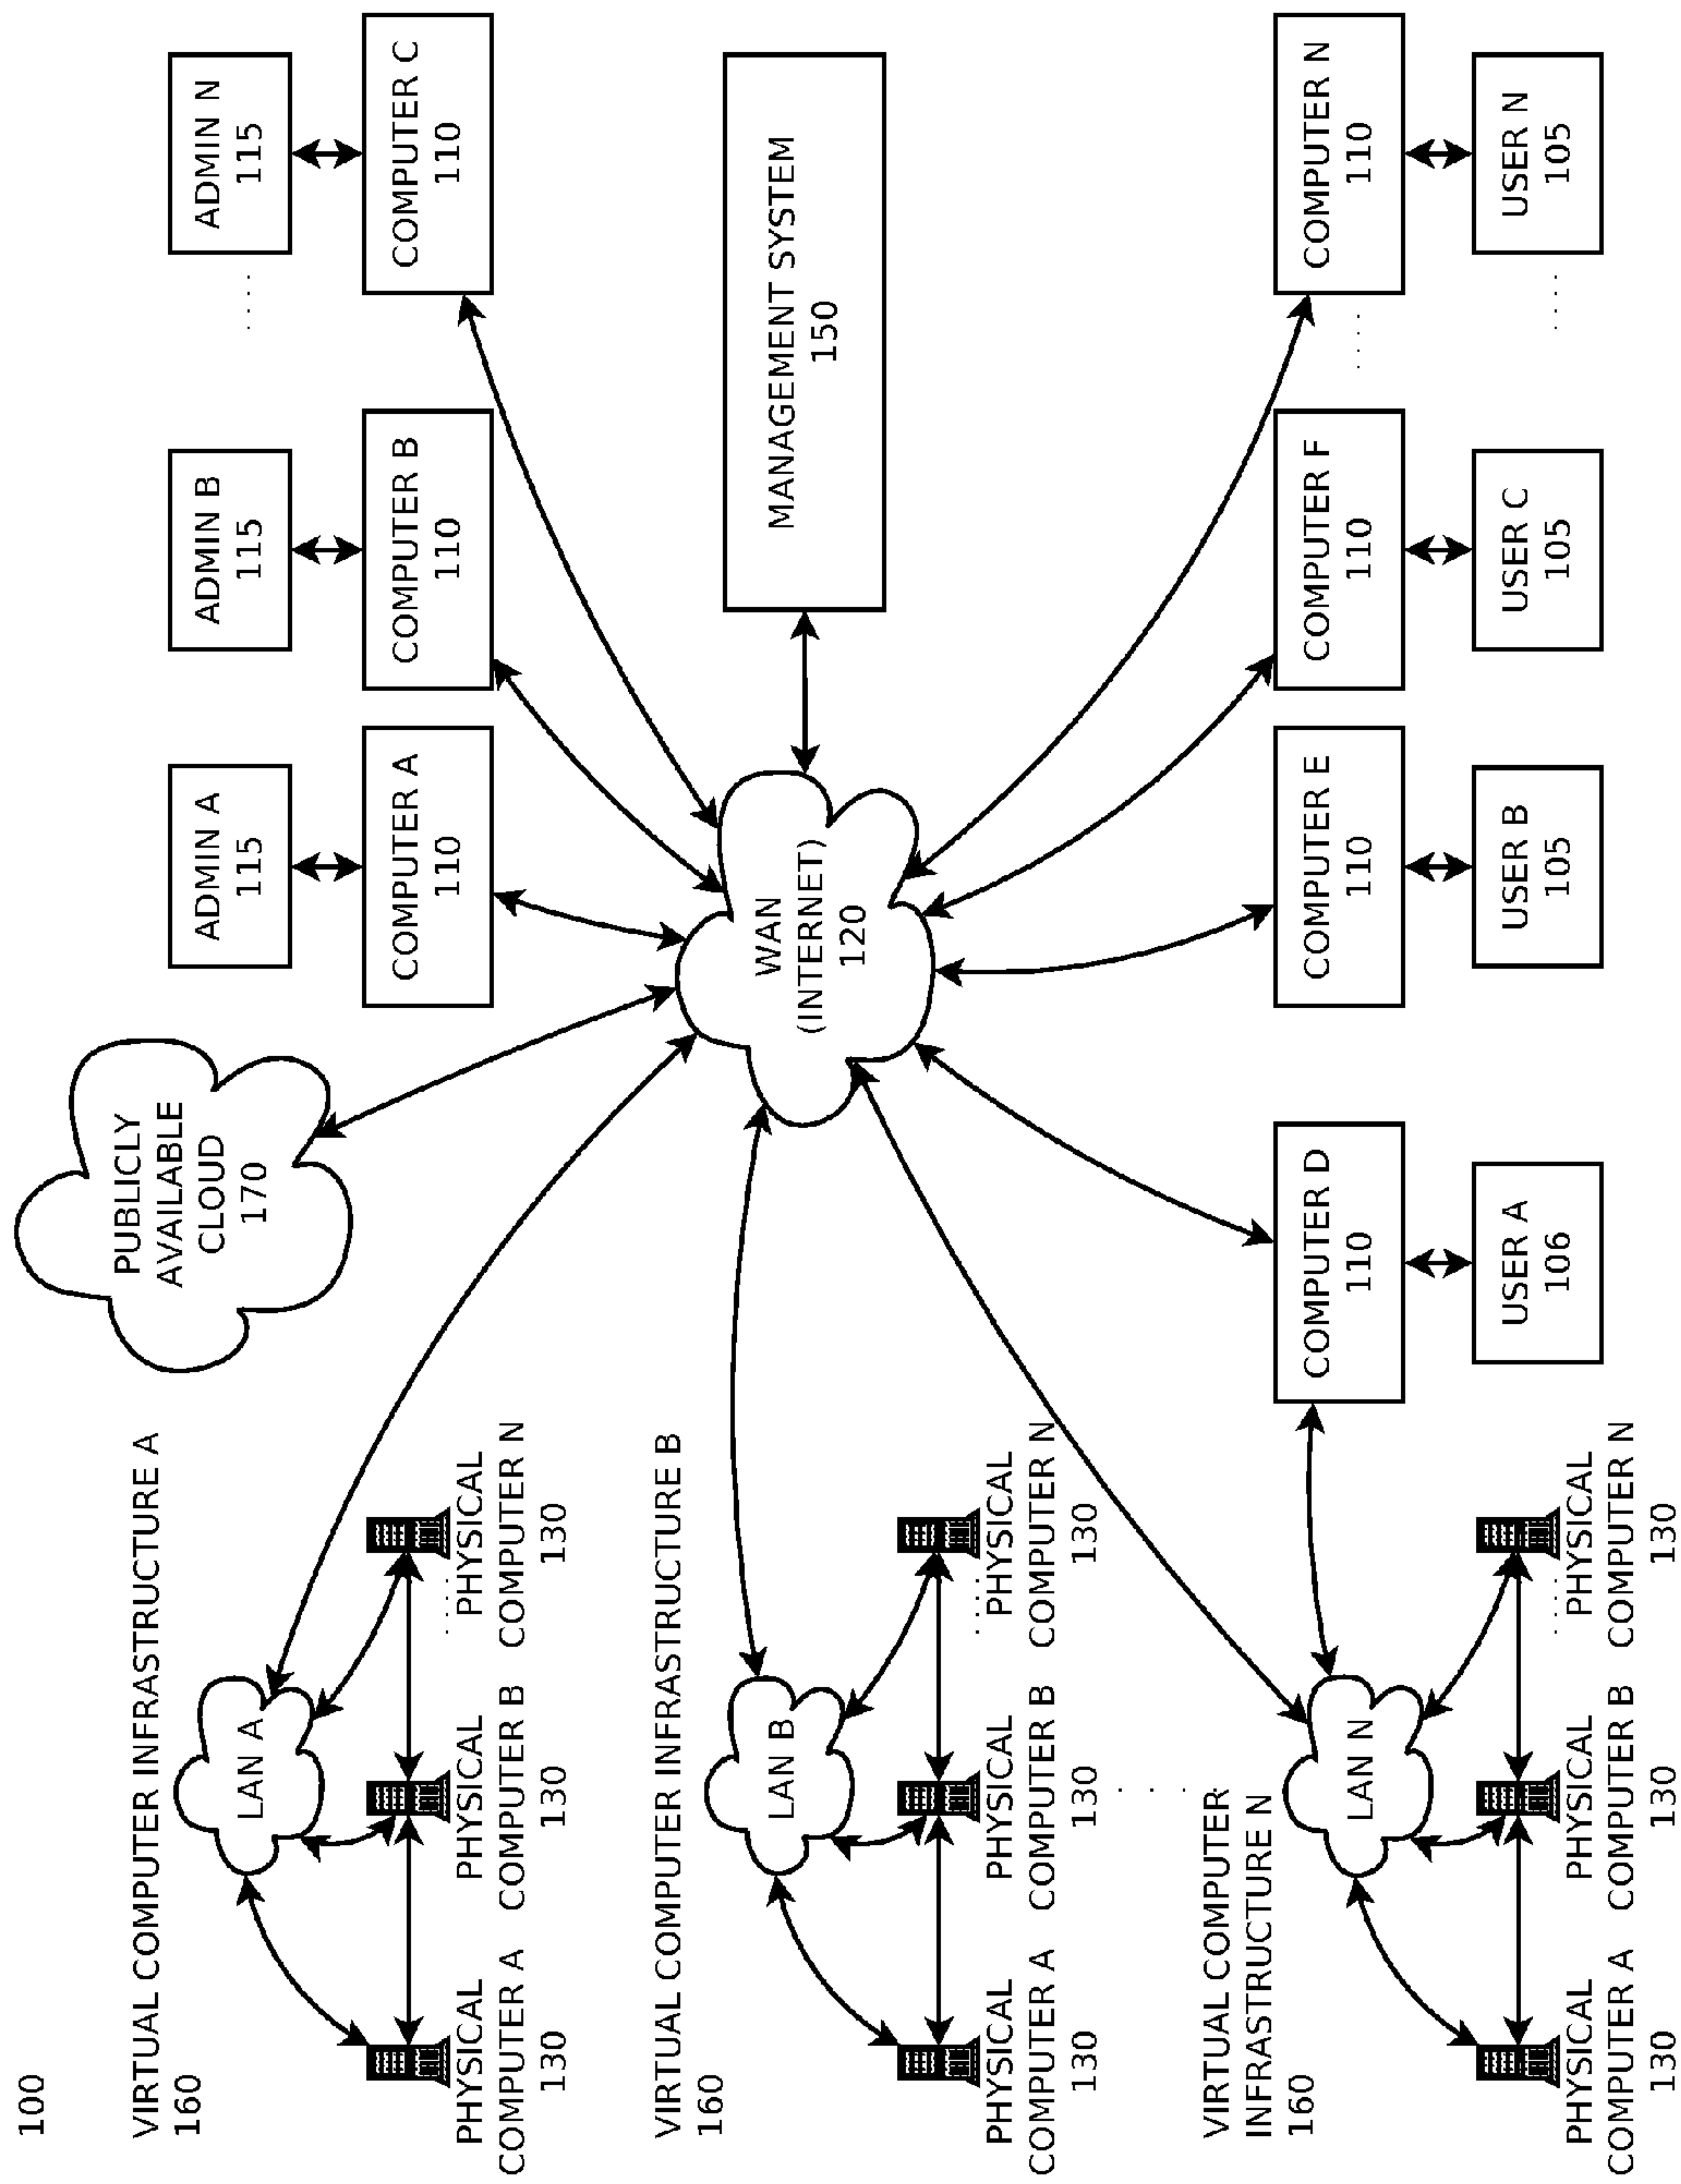 100
VIRTUAL COMPUTER INFRASTRUCTURE A
160
LAN A
PHYSICAL
COMPUTER A
130
PHYSICAL
COMPUTER B
130
.....
PHYSICAL
COMPUTER N
130
PUBLICLY
AVAILABLE
CLOUD
170
ADMIN A
115
COMPUTER A
110
ADMIN B
115
COMPUTER B
110
....
ADMIN N
115
COMPUTER C
110
VIRTUAL COMPUTER INFRASTRUCTURE B
160
LAN B
PHYSICAL
COMPUTER A
130
PHYSICAL
COMPUTER B
130
.....
PHYSICAL
COMPUTER N
130
WAN
(INTERNET)
120
MANAGEMENT SYSTEM
150
....
VIRTUAL COMPUTER
INFRASTRUCTURE N
160
LAN N
PHYSICAL
COMPUTER A
130
PHYSICAL
COMPUTER B
130
.....
PHYSICAL
COMPUTER N
130
COMPUTER D
110
USER A
106
COMPUTER E
110
USER B
105
COMPUTER F
110
USER C
105
....
COMPUTER N
110
....
USER N
105